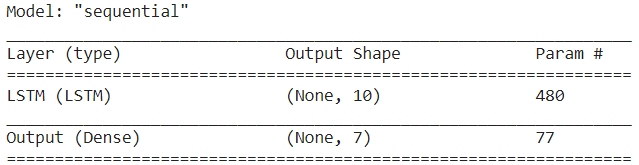 Model: "sequential"
_________________________________________________________________
Layer (type)                 Output Shape              Param #
=================================================================
LSTM (LSTM)                  (None, 10)                480
_________________________________________________________________
Output (Dense)               (None, 7)                 77
=================================================================